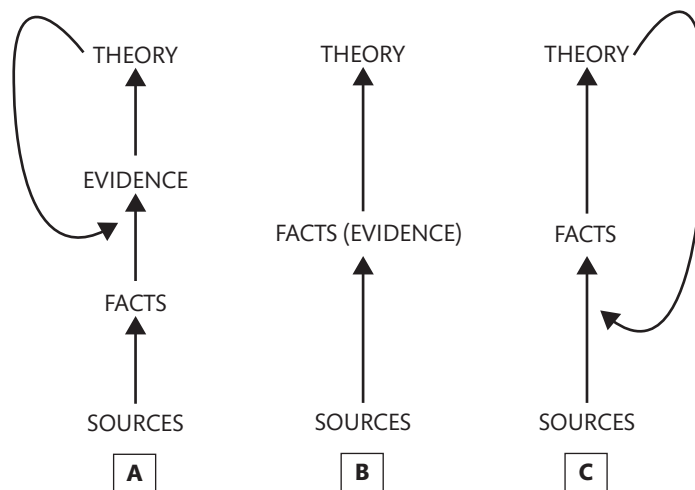 THEORY
EVIDENCE
FACTS
SOURCES
A
THEORY
FACTS (EVIDENCE)
SOURCES
B
THEORY
FACTS
SOURCES
C